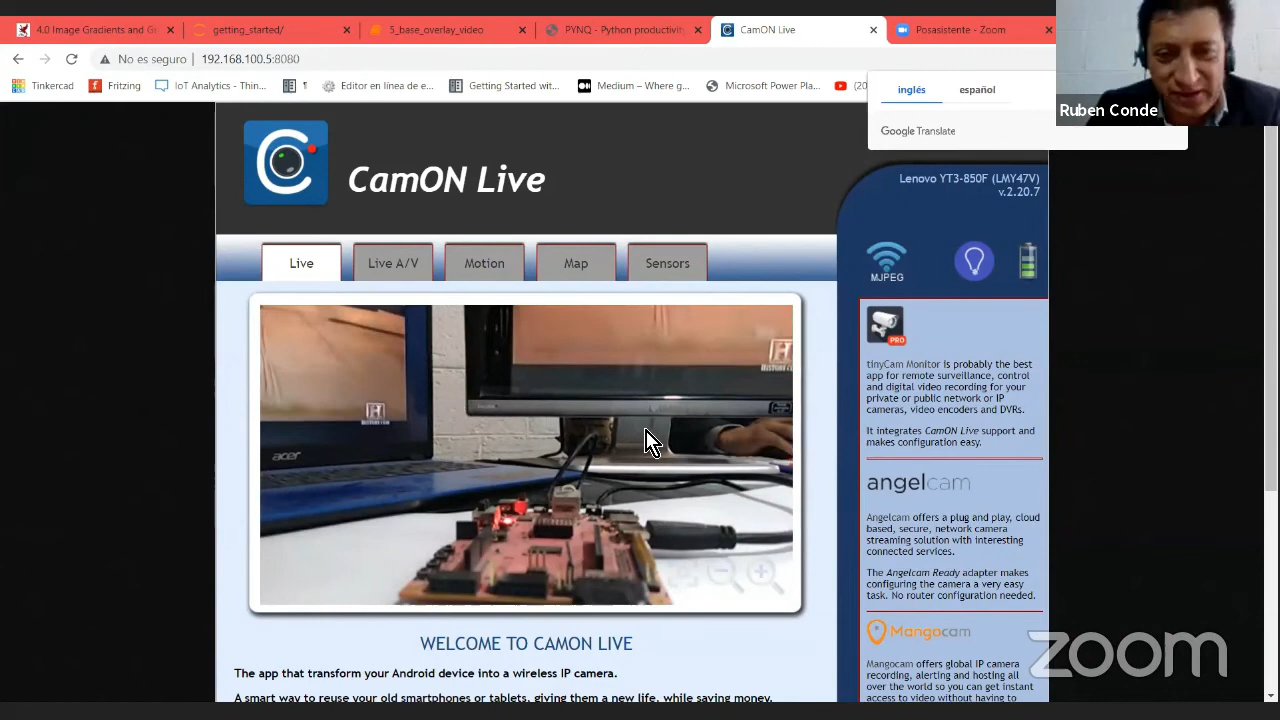 4.0 Image Gradients and Gr
getting_started/
5_base_overlay_video
PYNQ - Python productivity
CamON Live
Posasistente - Zoom
No es seguro
192.168.100.5:8080
Tinkercad
Fritzing
IoT Analytics - Thin...
Editor en línea de e...
Getting Started wit...
Medium – Where g...
Microsoft Power Pla...
(20
inglés
español
Google Translate
Ruben Conde
CamON Live
Lenovo YT3-850F (LMY47V)
v.2.20.7
Live
Live A/V
Motion
Map
Sensors
MJPEG
HISTORY.COM
H
HISTORY.COM
acer
PRO
tinyCam Monitor is probably the best
app for remote surveillance, control
and digital video recording for your
private or public network or IP
cameras, video encoders and DVRs.
It integrates CamON Live support and
makes configuration easy.
angelcam
Angelcam offers a plug and play, cloud
based, secure, network camera
streaming solution with interesting
connected services.
The Angelcam Ready adapter makes
configuring the camera a very easy
task. No router configuration needed.
Mangocam
Mangocam offers global IP camera
recording, alerting and hosting all
over the world so you can get instant
access to video without having to
WELCOME TO CAMON LIVE
The app that transform your Android device into a wireless IP camera.
A smart way to reuse your old smartphones or tablets, giving them a new life, while saving money.
zoom